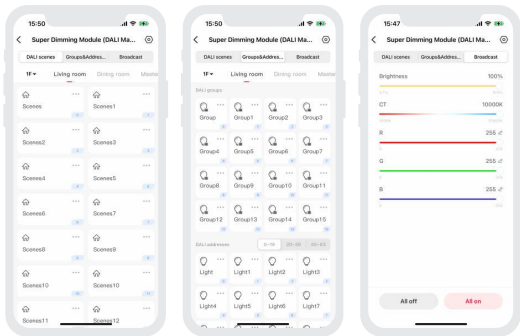 15:50
Super Dimming Module (DALI Ma...
DALI scenes Groups&Addres... Broadcast
1F Living room Dining room Master
Scenes Scenes1
Scenes2 Scenes3
Scenes4 Scenes5
Scenes6 Scenes7
Scenes8 Scenes9
Scenes10 Scenes10
Scenes11 Scenes12
15:50
Super Dimming Module (DALI Ma...
DALI scenes Groups&Addres... Broadcast
1F Living room Dining room Maste
DALI groups
Group Group1 Group2 Group3
Group4 Group5 Group6 Group7
Group8 Group9 Group10 Group11
Group12 Group13 Group14 Group15
DALI addresses 0-19
Light Light1 Light2 Light3
Light4 Light5 Light6 Light7
15:47
Super Dimming Module (DALI Ma...
DALI scenes Groups&Addres... Broadcast
Brightness 100%
CT 10000K
R 255
G 255
B 255
All off All on